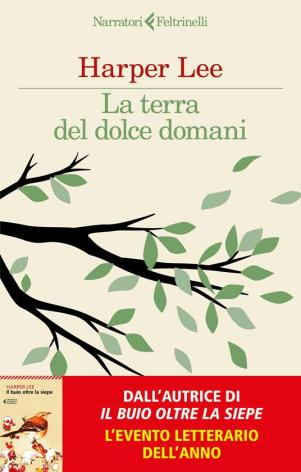 Narratori Feltrinelli
Harper Lee
La terra
del dolce domani
HARPER LEE
Il buio oltre la siepe
DALL'AUTRICE DI
IL BUIO OLTRE LA SIEPE
L'EVENTO LETTERARIO
DELL'ANNO